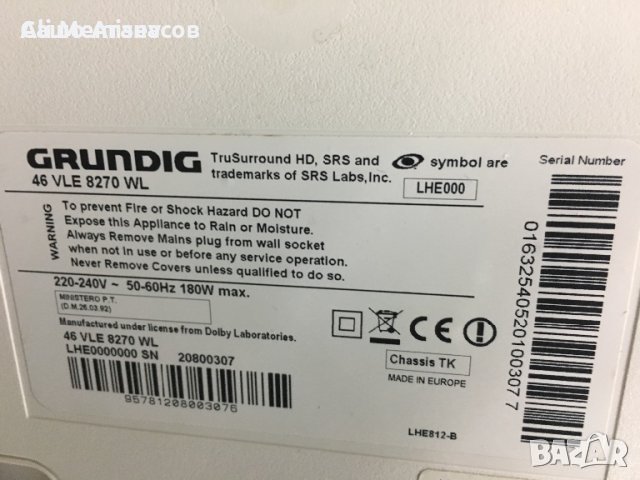 GRUNDIG
46 VLE 8270 WL
TruSurround HD, SRS and symbol are
trademarks of SRS Labs,Inc.
LHE000
Serial Number
WARNING
To prevent Fire or Shock Hazard DO NOT
Expose this Appliance to Rain or Moisture.
Always Remove Mains plug from wall socket
when not in use or before any service operation.
Never Remove Covers unless qualified to do so.
220-240V ~ 50-60Hz 180W max.
MINISTERO P.T.
(D.M.26.03.92)
Manufactured under license from Dolby Laboratories.
46 VLE 8270 WL
LHE0000000 SN 20800307
95781208003076
CE
Chassis TK
MADE IN EUROPE
LHE812-B
01632540520100307 7
BAZAR